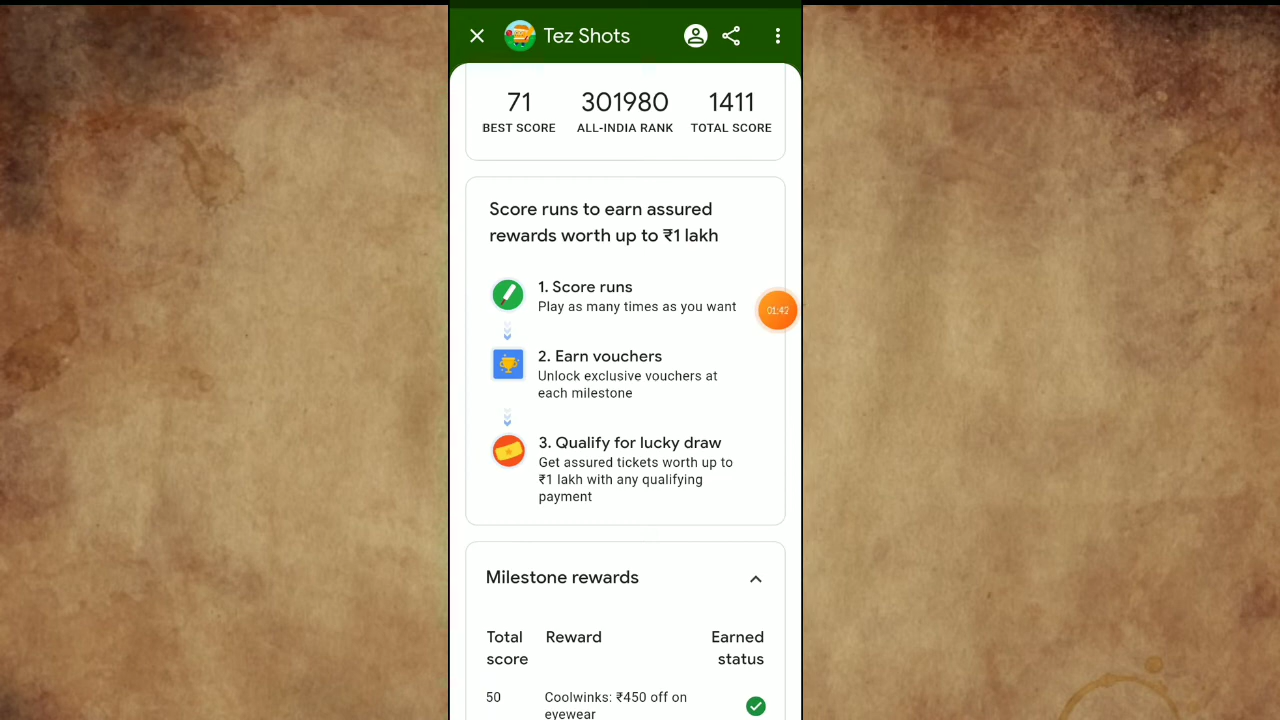 Tez Shots
71 301980 1411
BEST SCORE ALL-INDIA RANK TOTAL SCORE
Score runs to earn assured
rewards worth up to ₹1 lakh
1. Score runs
Play as many times as you want
01:42
2. Earn vouchers
Unlock exclusive vouchers at
each milestone
3. Qualify for lucky draw
Get assured tickets worth up to
₹1 lakh with any qualifying
payment
Milestone rewards
Total Reward Earned
score status
50 Coolwinks: ₹450 off on
eyewear